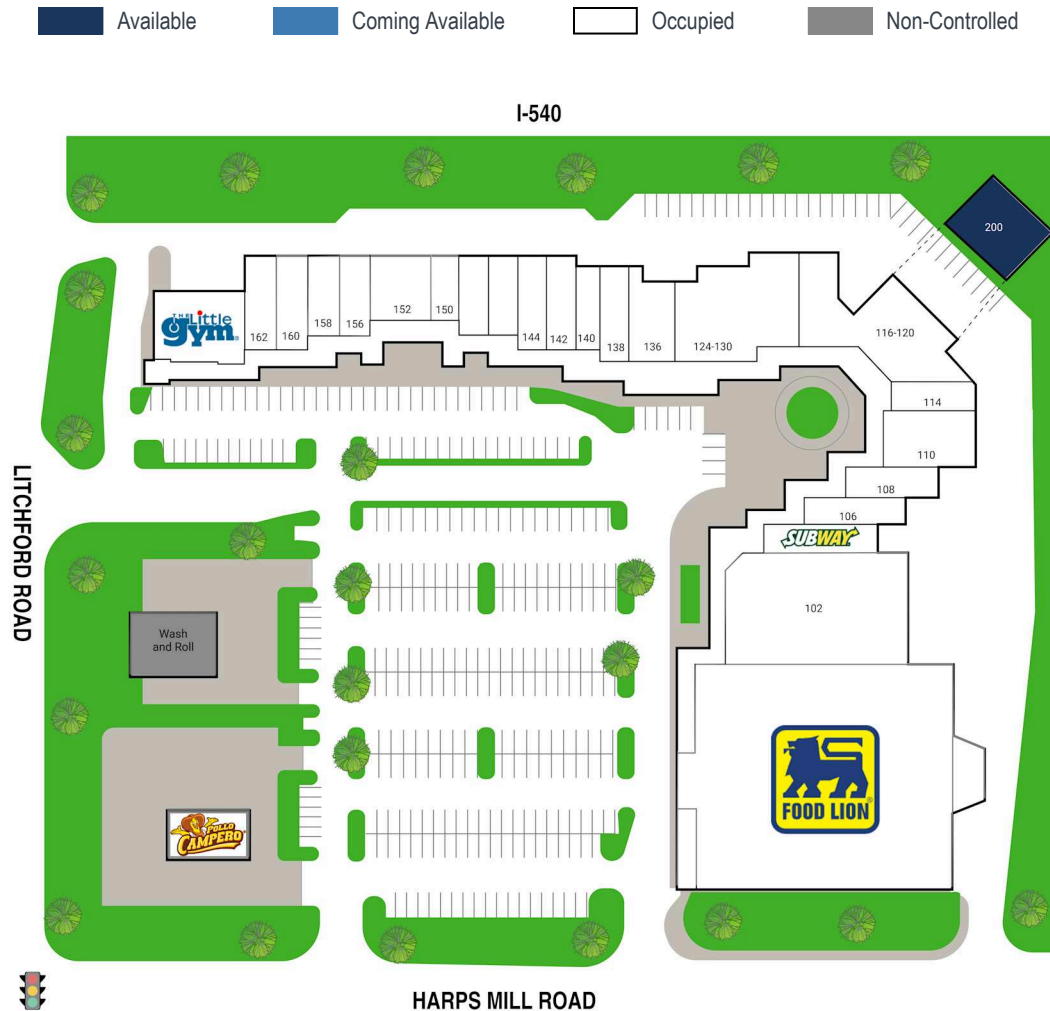 Available
Coming Available
Occupied
Non-Controlled
I-540
200
THE Little
gym
162
160
158
156
152
150
144
142
140
138
136
124-130
116-120
114
110
108
106
SUBWAY
102
LITCHFORD ROAD
Wash
and Roll
POLLO
CAMPERO
FOOD LION®
HARPS MILL ROAD